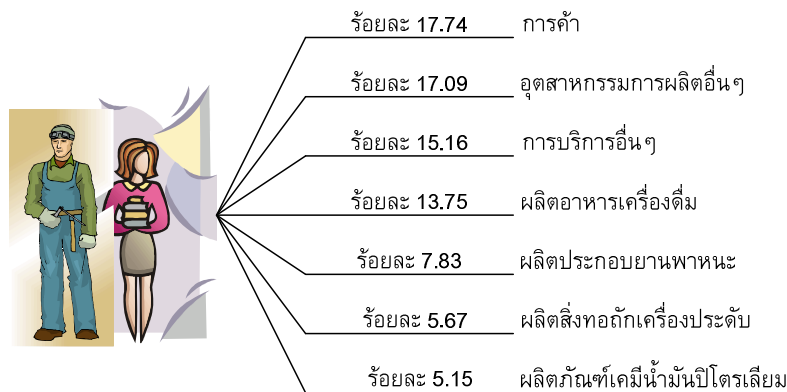 ร้อยละ 17.74 การค้า
ร้อยละ 17.09 อุตสาหกรรมการผลิตอื่นๆ
ร้อยละ 15.16 การบริการอื่นๆ
ร้อยละ 13.75 ผลิตอาหารเครื่องดื่ม
ร้อยละ 7.83 ผลิตประกอบยานพาหนะ
ร้อยละ 5.67 ผลิตสิ่งทอถักเครื่องประดับ
ร้อยละ 5.15 ผลิตภัณฑ์เคมีน้ำมันปิโตรเลียม